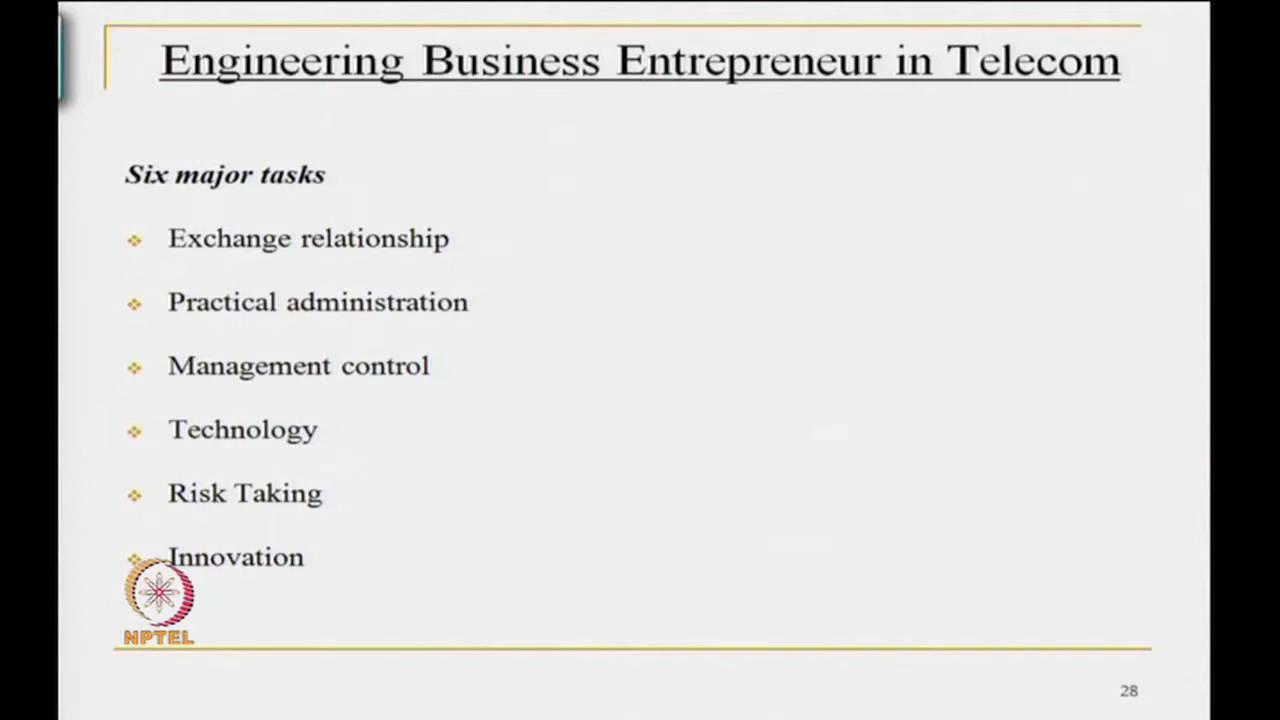 Engineering Business Entrepreneur in Telecom
Six major tasks
Exchange relationship
Practical administration
Management control
Technology
Risk Taking
Innovation
NPTEL
28